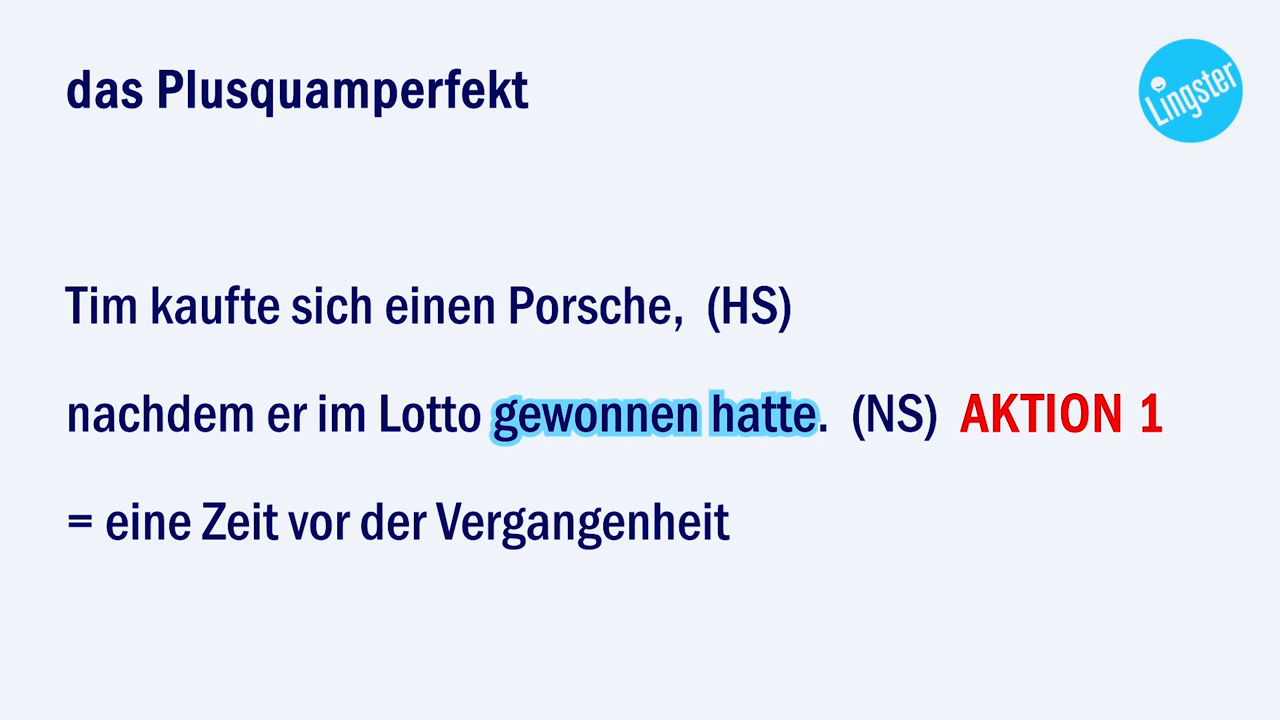 das Plusquamperfekt
Lingster
Tim kaufte sich einen Porsche, (HS)
nachdem er im Lotto gewonnen hatte. (NS) AKTION 1
= eine Zeit vor der Vergangenheit